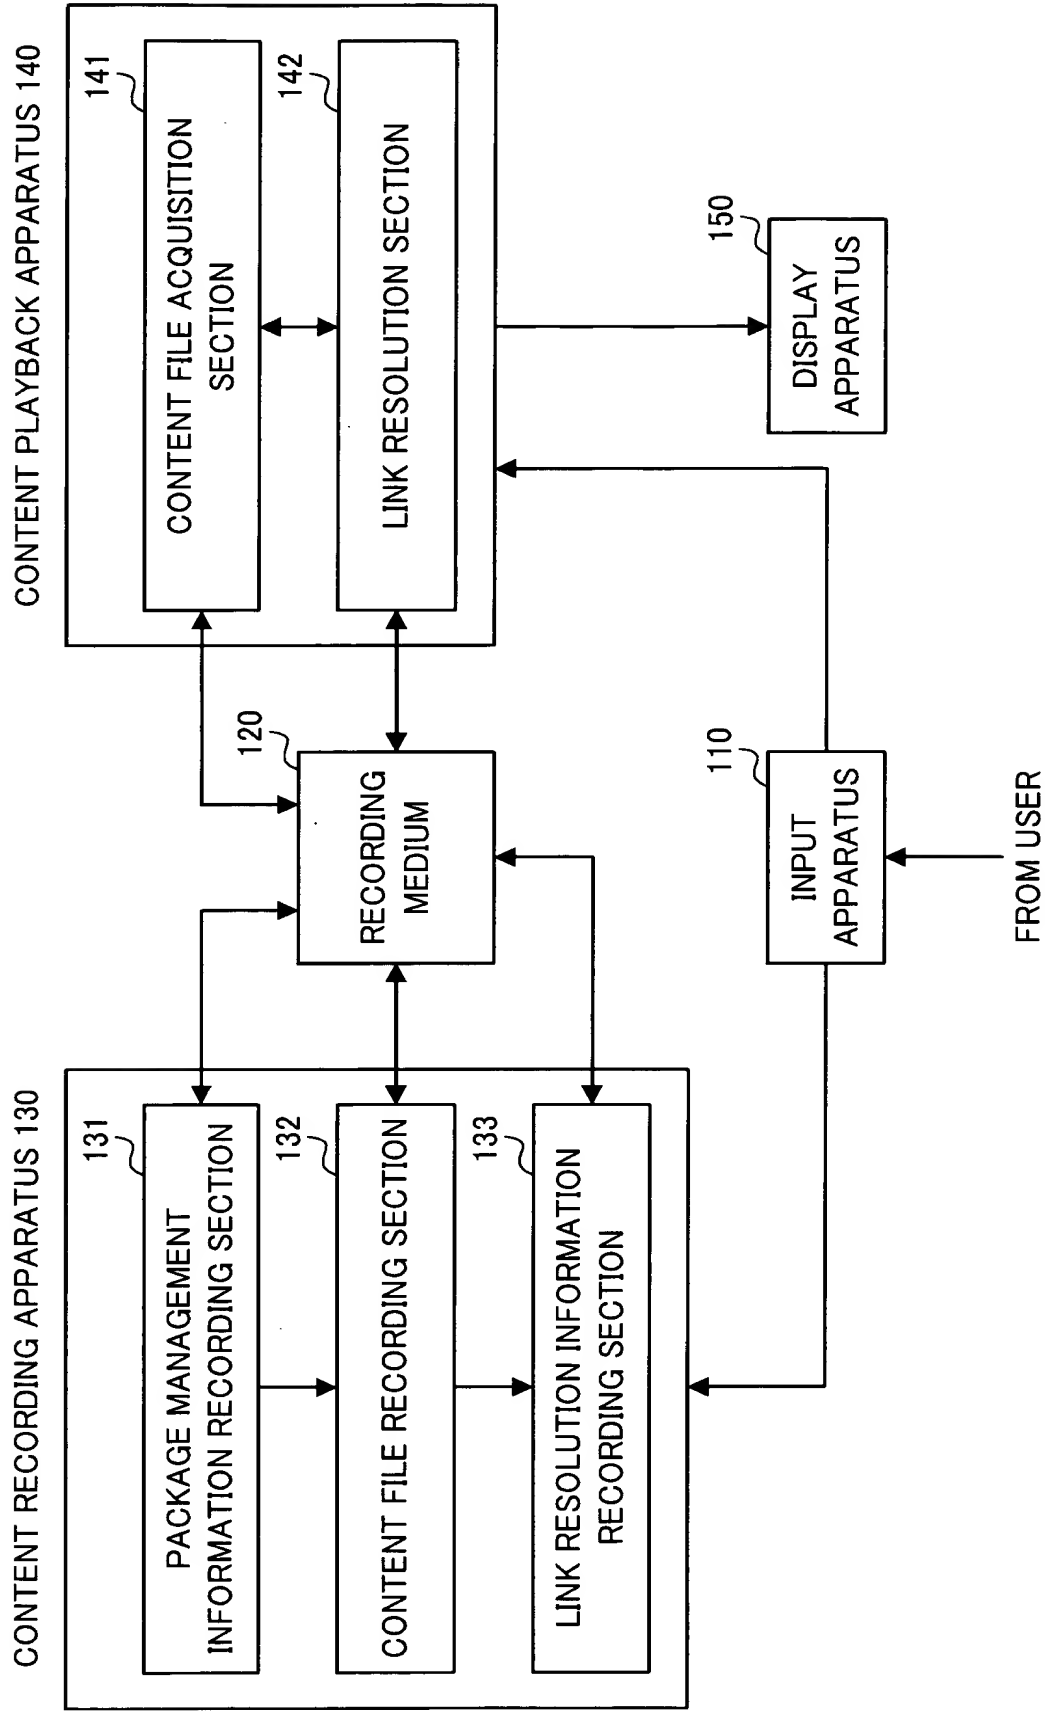 CONTENT RECORDING APPARATUS 130
131
PACKAGE MANAGEMENT
INFORMATION RECORDING SECTION
132
CONTENT FILE RECORDING SECTION
133
LINK RESOLUTION INFORMATION
RECORDING SECTION
120
RECORDING
MEDIUM
CONTENT PLAYBACK APPARATUS 140
141
CONTENT FILE ACQUISITION
SECTION
142
LINK RESOLUTION SECTION
110
INPUT
APPARATUS
FROM USER
150
DISPLAY
APPARATUS